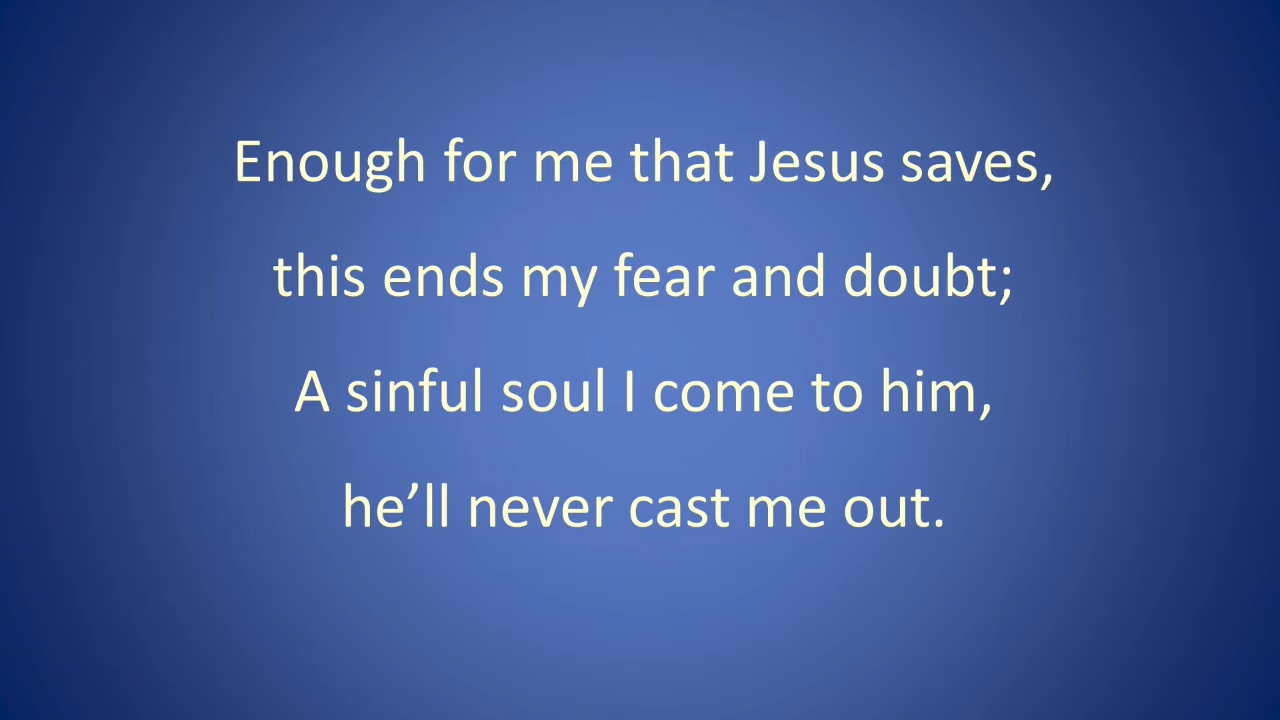 Enough for me that Jesus saves,
this ends my fear and doubt;
A sinful soul I come to him,
he’ll never cast me out.